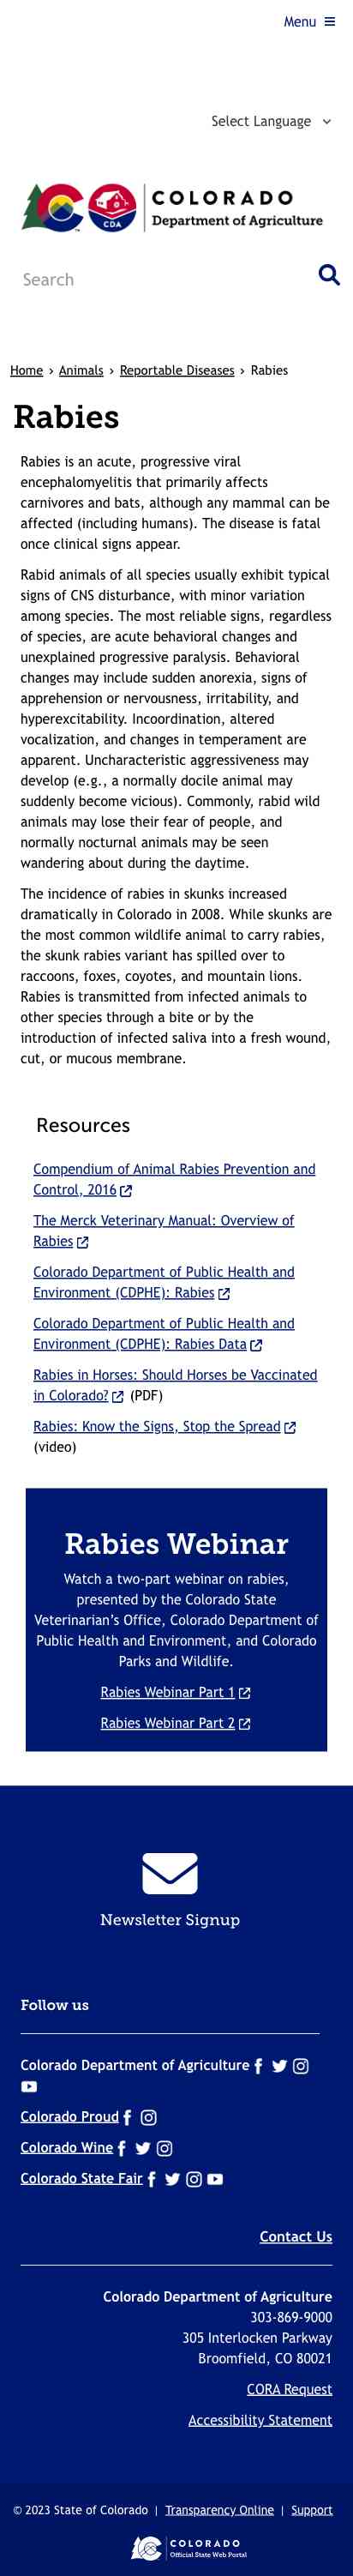 Menu
Select Language
COLORADO
Department of Agriculture
CDA
Search
Home › Animals › Reportable Diseases › Rabies
Rabies
Rabies is an acute, progressive viral
encephalomyelitis that primarily affects
carnivores and bats, although any mammal can be
affected (including humans). The disease is fatal
once clinical signs appear.
Rabid animals of all species usually exhibit typical
signs of CNS disturbance, with minor variation
among species. The most reliable signs, regardless
of species, are acute behavioral changes and
unexplained progressive paralysis. Behavioral
changes may include sudden anorexia, signs of
apprehension or nervousness, irritability, and
hyperexcitability. Incoordination, altered
vocalization, and changes in temperament are
apparent. Uncharacteristic aggressiveness may
develop (e.g., a normally docile animal may
suddenly become vicious). Commonly, rabid wild
animals may lose their fear of people, and
normally nocturnal animals may be seen
wandering about during the daytime.
The incidence of rabies in skunks increased
dramatically in Colorado in 2008. While skunks are
the most common wildlife animal to carry rabies,
the skunk rabies variant has spilled over to
raccoons, foxes, coyotes, and mountain lions.
Rabies is transmitted from infected animals to
other species through a bite or by the
introduction of infected saliva into a fresh wound,
cut, or mucous membrane.
Resources
Compendium of Animal Rabies Prevention and
Control, 2016
The Merck Veterinary Manual: Overview of
Rabies
Colorado Department of Public Health and
Environment (CDPHE): Rabies
Colorado Department of Public Health and
Environment (CDPHE): Rabies Data
Rabies in Horses: Should Horses be Vaccinated
in Colorado? (PDF)
Rabies: Know the Signs, Stop the Spread
(video)
Rabies Webinar
Watch a two-part webinar on rabies,
presented by the Colorado State
Veterinarian's Office, Colorado Department of
Public Health and Environment, and Colorado
Parks and Wildlife.
Rabies Webinar Part 1
Rabies Webinar Part 2
Newsletter Signup
Follow us
Colorado Department of Agriculture
Colorado Proud
Colorado Wine
Colorado State Fair
Contact Us
Colorado Department of Agriculture
303-869-9000
305 Interlocken Parkway
Broomfield, CO 80021
CORA Request
Accessibility Statement
© 2023 State of Colorado | Transparency Online | Support
COLORADO
Official State Web Portal